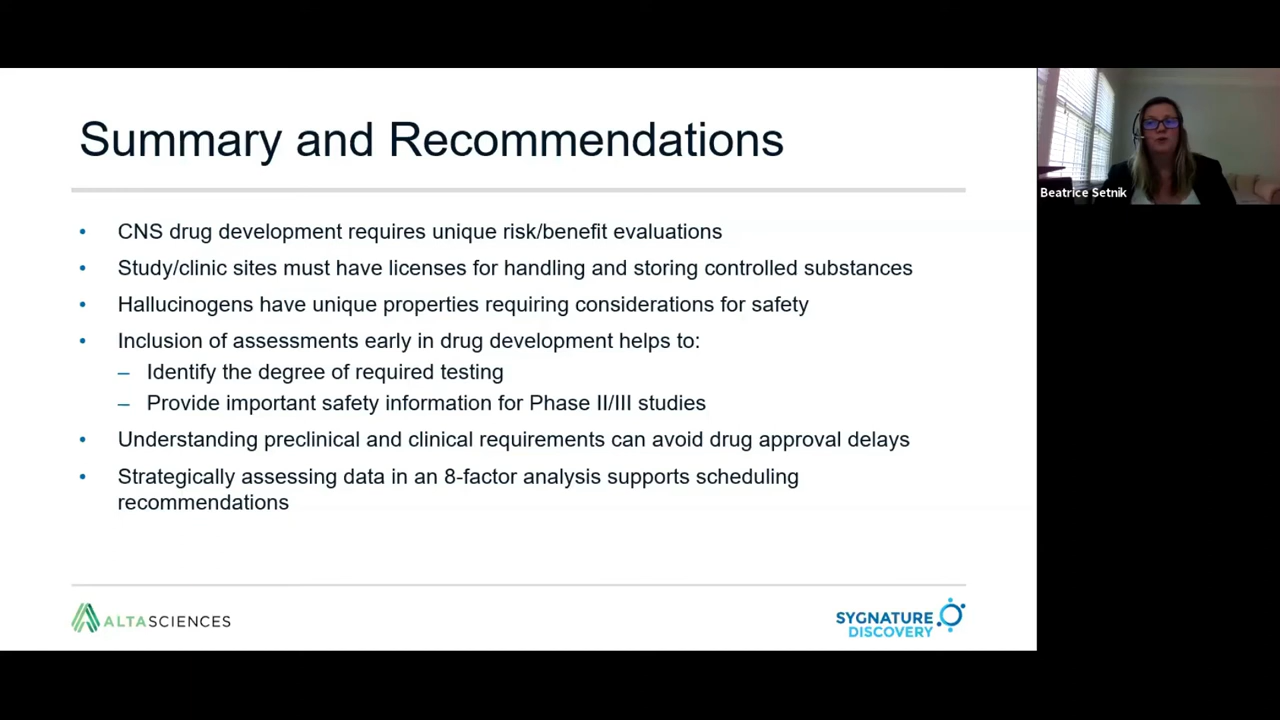 Summary and Recommendations
• CNS drug development requires unique risk/benefit evaluations
• Study/clinic sites must have licenses for handling and storing controlled substances
• Hallucinogens have unique properties requiring considerations for safety
• Inclusion of assessments early in drug development helps to:
– Identify the degree of required testing
– Provide important safety information for Phase II/III studies
• Understanding preclinical and clinical requirements can avoid drug approval delays
• Strategically assessing data in an 8-factor analysis supports scheduling
recommendations
ALTASCIENCES
SYGNATURE
DISCOVERY
Beatrice Setnik